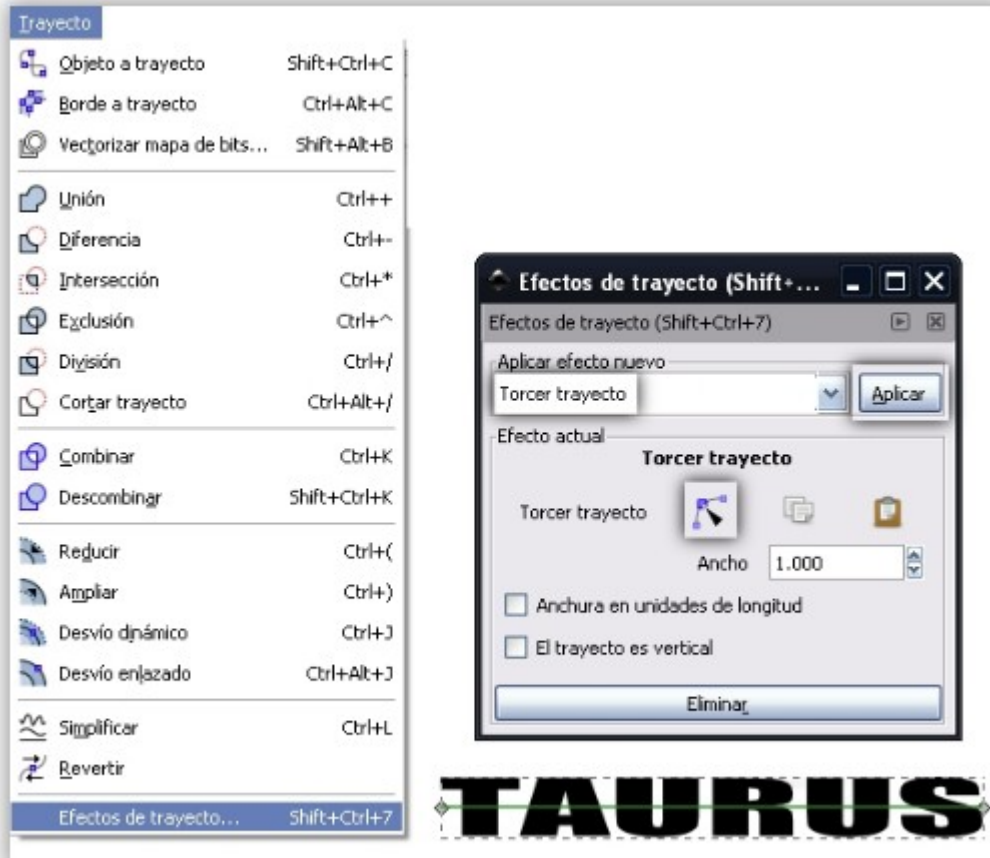 Trayecto
Objeto a trayecto Shift+Ctrl+C
Borde a trayecto Ctrl+Alt+C
Vectorizar mapa de bits... Shift+Alt+B
Unión Ctrl++
Diferencia Ctrl+-
Intersección Ctrl+*
Exclusión Ctrl+^
División Ctrl+/
Cortar trayecto Ctrl+Alt+/
Combinar Ctrl+K
Descombinar Shift+Ctrl+K
Reducir Ctrl+(
Ampliar Ctrl+)
Desvío dinámico Ctrl+J
Desvío enlazado Ctrl+Alt+J
Simplificar Ctrl+L
Revertir
Efectos de trayecto... Shift+Ctrl+7
Efectos de trayecto (Shift+...
Efectos de trayecto (Shift+Ctrl+7)
Aplicar efecto nuevo
Torcer trayecto Aplicar
Efecto actual
Torcer trayecto
Torcer trayecto
Ancho 1.000
Anchura en unidades de longitud
El trayecto es vertical
Eliminar
TAURUS